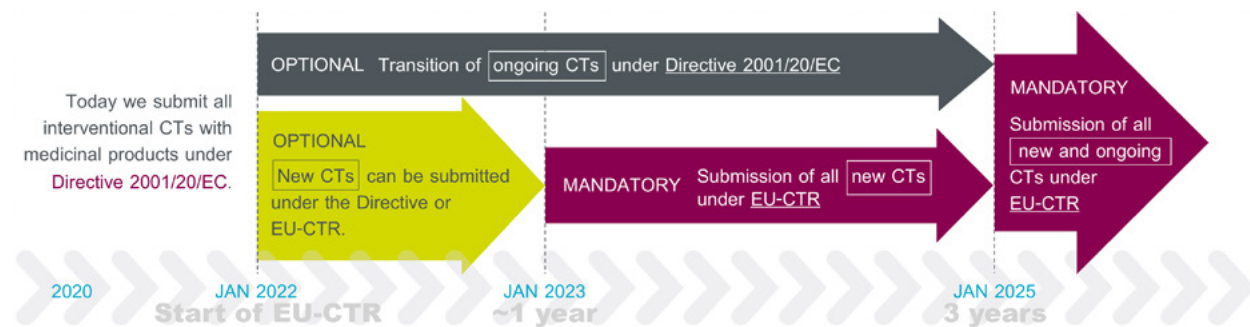 Today we submit all
interventional CTs with
medicinal products under
Directive 2001/20/EC.
OPTIONAL Transition of ongoing CTs under Directive 2001/20/EC
OPTIONAL
New CTs can be submitted
under the Directive or
EU-CTR.
MANDATORY Submission of all new CTs
under EU-CTR
MANDATORY
Submission of all
new and ongoing
CTs under
EU-CTR
2020 JAN 2022 JAN 2023 JAN 2025
Start of EU-CTR ~1 year 3 years